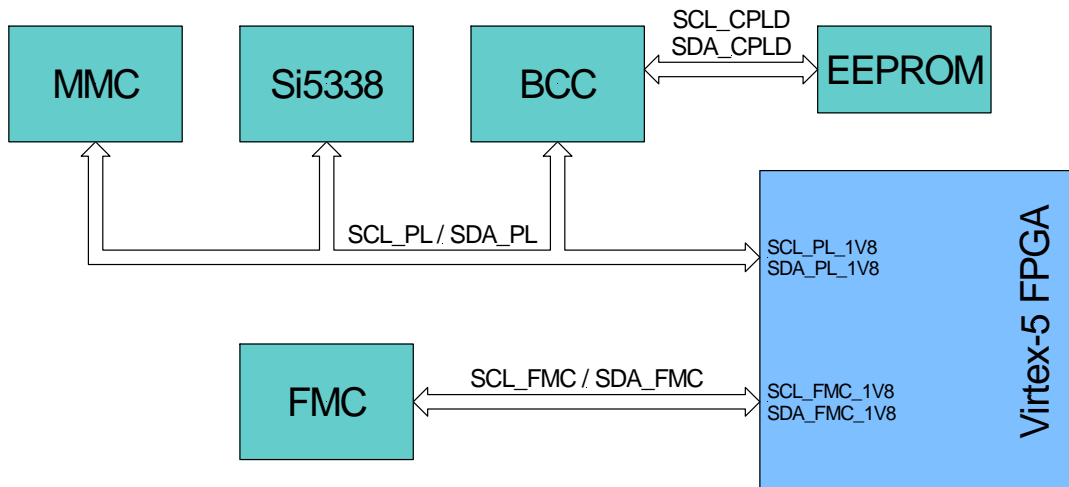 SCL_CPLD
SDA_CPLD
MMC
Si5338
BCC
EEPROM
SCL_PL / SDA_PL
SCL_PL_1V8
SDA_PL_1V8
Virtex-5 FPGA
FMC
SCL_FMC / SDA_FMC
SCL_FMC_1V8
SDA_FMC_1V8